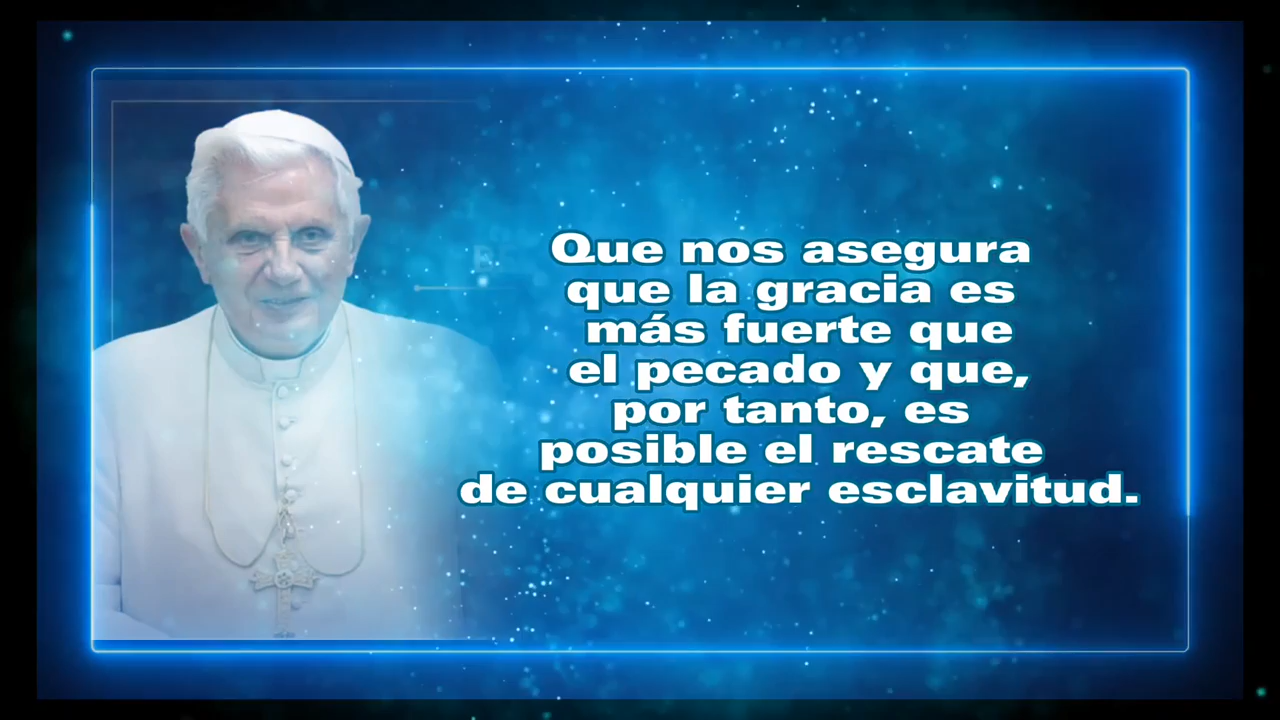 Que nos asegura
que la gracia es
más fuerte que
el pecado y que,
por tanto, es
posible el rescate
de cualquier esclavitud.